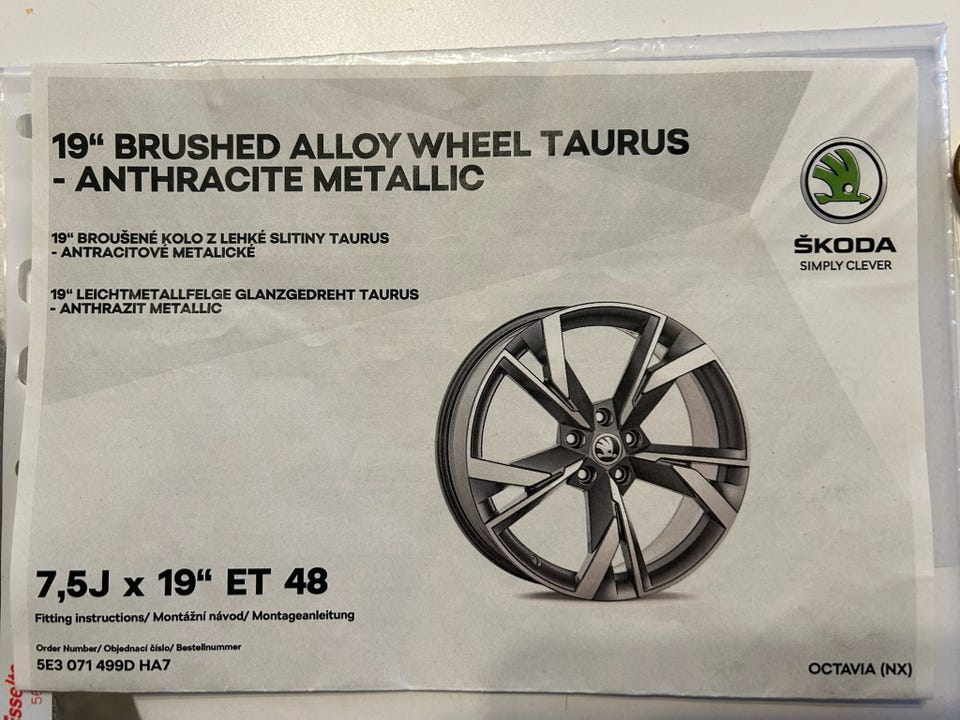 19“ BRUSHED ALLOY WHEEL TAURUS
- ANTHRACITE METALLIC
19“ BROUŠENÉ KOLO Z LEHKÉ SLITINY TAURUS
- ANTRACITOVÉ METALICKÉ
19“ LEICHTMETALLFELGE GLANZGEDREHT TAURUS
- ANTHRAZIT METALLIC
ŠKODA
SIMPLY CLEVER
7,5J x 19“ ET 48
Fitting instructions/ Montážní návod/ Montageanleitung
Order Number/ Objednací číslo/ Bestellnummer
5E3 071 499D HA7
OCTAVIA (NX)